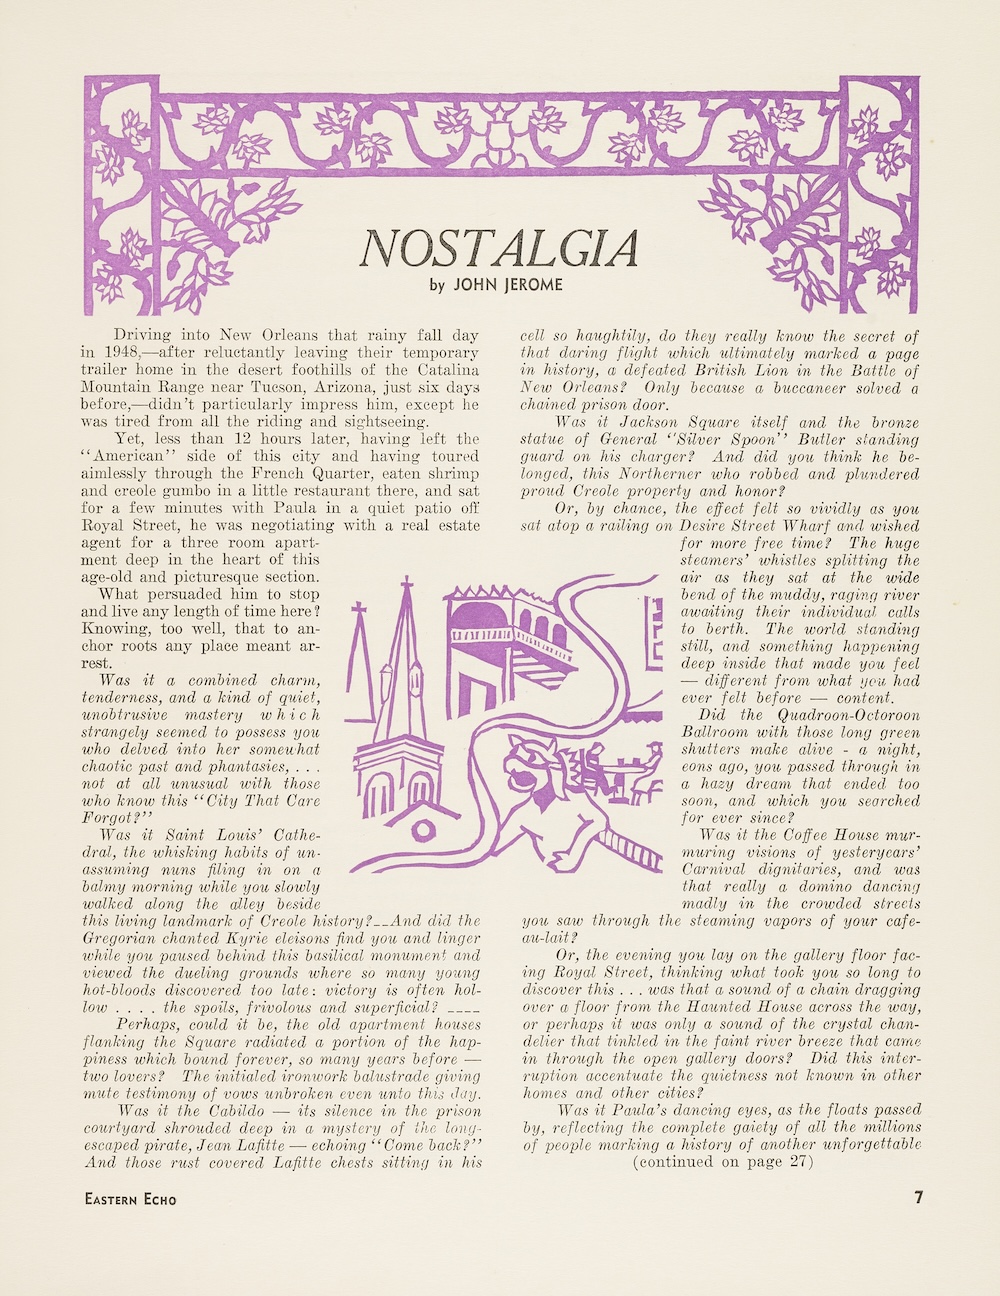 NOSTALGIA
by JOHN JEROME
Driving into New Orleans that rainy fall day
in 1948,—after reluctantly leaving their temporary
trailer home in the desert foothills of the Catalina
Mountain Range near Tucson, Arizona, just six days
before,—didn't particularly impress him, except he
was tired from all the riding and sightseeing.
Yet, less than 12 hours later, having left the
"American" side of this city and having toured
aimlessly through the French Quarter, eaten shrimp
and creole gumbo in a little restaurant there, and sat
for a few minutes with Paula in a quiet patio off
Royal Street, he was negotiating with a real estate
agent for a three room apart-
ment deep in the heart of this
age-old and picturesque section.
What persuaded him to stop
and live any length of time here?
Knowing, too well, that to an-
chor roots any place meant ar-
rest.
Was it a combined charm,
tenderness, and a kind of quiet,
unobtrusive mastery which
strangely seemed to possess you
who delved into her somewhat
chaotic past and phantasies, . . .
not at all unusual with those
who know this "City That Care
Forgot?"
Was it Saint Louis' Cathe-
dral, the whisking habits of un-
assuming nuns filing in on a
balmy morning while you slowly
walked along the alley beside
this living landmark of Creole history?__And did the
Gregorian chanted Kyrie eleisons find you and linger
while you paused behind this basilical monument and
viewed the dueling grounds where so many young
hot-bloods discovered too late: victory is often hol-
low . . . . the spoils, frivolous and superficial? ____
Perhaps, could it be, the old apartment houses
flanking the Square radiated a portion of the hap-
piness which bound forever, so many years before —
two lovers? The initialed ironwork balustrade giving
mute testimony of vows unbroken even unto this day.
Was it the Cabildo — its silence in the prison
courtyard shrouded deep in a mystery of the long-
escaped pirate, Jean Lafitte — echoing "Come back?"
And those rust covered Lafitte chests sitting in his
cell so haughtily, do they really know the secret of
that daring flight which ultimately marked a page
in history, a defeated British Lion in the Battle of
New Orleans? Only because a buccaneer solved a
chained prison door.
Was it Jackson Square itself and the bronze
statue of General "Silver Spoon" Butler standing
guard on his charger? And did you think he be-
longed, this Northerner who robbed and plundered
proud Creole property and honor?
Or, by chance, the effect felt so vividly as you
sat atop a railing on Desire Street Wharf and wished
for more free time? The huge
steamers' whistles splitting the
air as they sat at the wide
bend of the muddy, raging river
awaiting their individual calls
to berth. The world standing
still, and something happening
deep inside that made you feel
— different from what you had
ever felt before — content.
Did the Quadroon-Octoroon
Ballroom with those long green
shutters make alive - a night,
eons ago, you passed through in
a hazy dream that ended too
soon, and which you searched
for ever since?
Was it the Coffee House mur-
muring visions of yesteryears'
Carnival dignitaries, and was
that really a domino dancing
madly in the crowded streets
you saw through the steaming vapors of your cafe-
au-lait?
Or, the evening you lay on the gallery floor fac-
ing Royal Street, thinking what took you so long to
discover this . . . was that a sound of a chain dragging
over a floor from the Haunted House across the way,
or perhaps it was only a sound of the crystal chan-
delier that tinkled in the faint river breeze that came
in through the open gallery doors? Did this inter-
ruption accentuate the quietness not known in other
homes and other cities?
Was it Paula's dancing eyes, as the floats passed
by, reflecting the complete gaiety of all the millions
of people marking a history of another unforgettable
(continued on page 27)
EASTERN ECHO
7